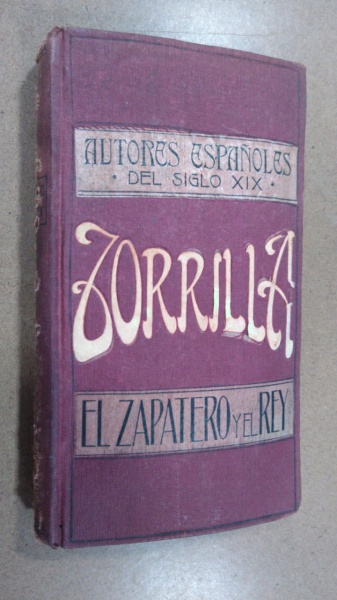 AUTORES ESPAÑOLES
· DEL SIGLO XIX ·
ZORRILLA
EL ZAPATERO Y EL REY